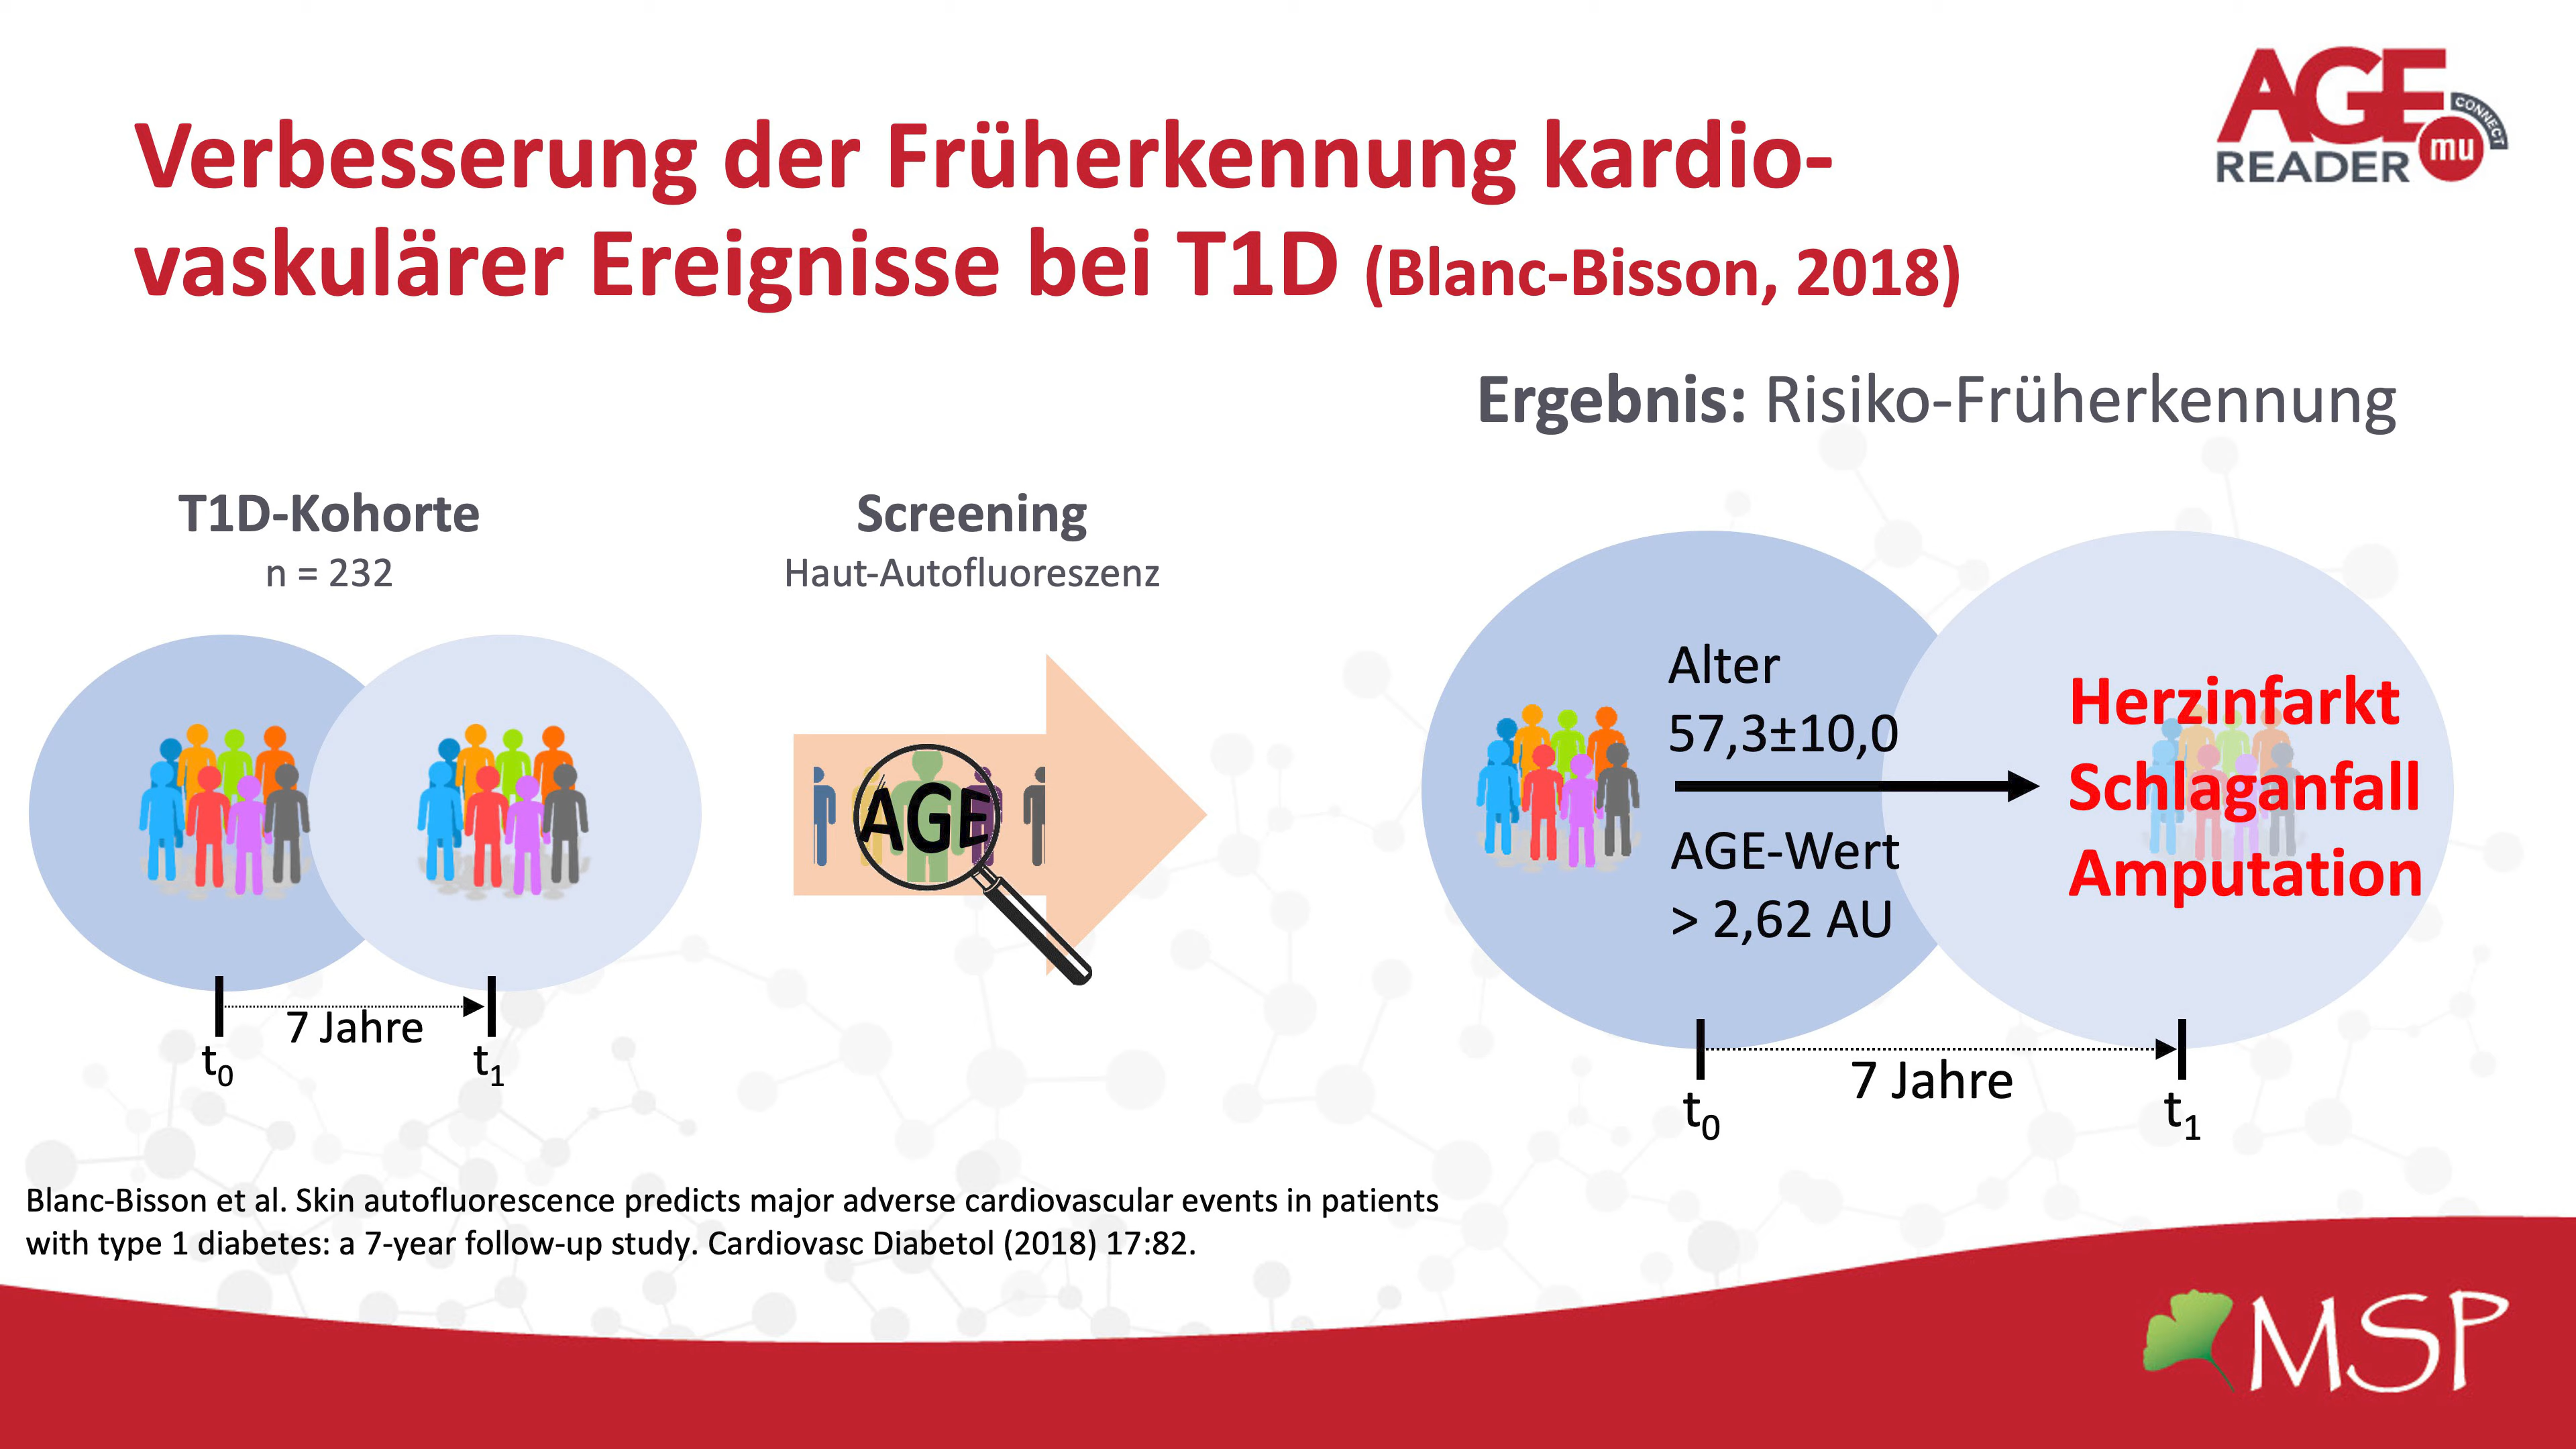 AGE
READER
mu
CONNECT
Verbesserung der Früherkennung kardio-
vaskulärer Ereignisse bei T1D (Blanc-Bisson, 2018)
Ergebnis: Risiko-Früherkennung
T1D-Kohorte
n = 232
7 Jahre
t0
t1
Screening
Haut-Autofluoreszenz
AGE
Alter
57,3±10,0
AGE-Wert
> 2,62 AU
Herzinfarkt
Schlaganfall
Amputation
7 Jahre
t0
t1
Blanc-Bisson et al. Skin autofluorescence predicts major adverse cardiovascular events in patients
with type 1 diabetes: a 7-year follow-up study. Cardiovasc Diabetol (2018) 17:82.
MSP